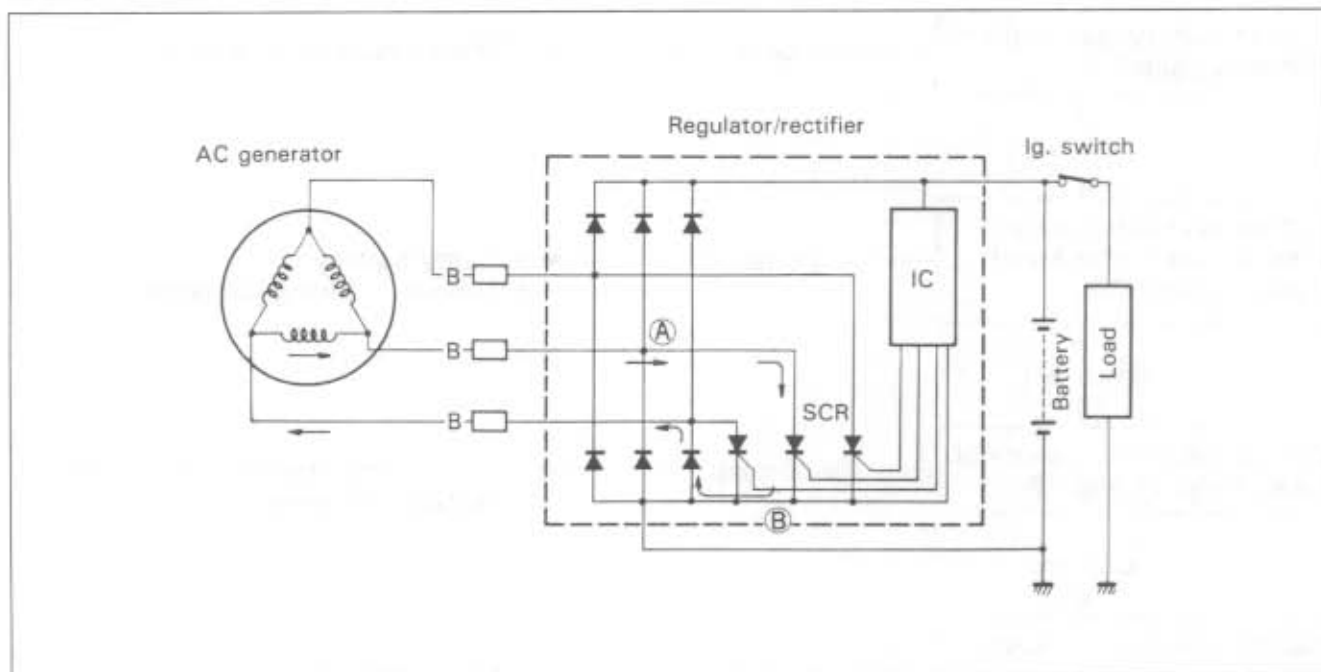 Regulator/rectifier
AC generator
Ig. switch
B
IC
A
B
Battery
Load
SCR
B
B